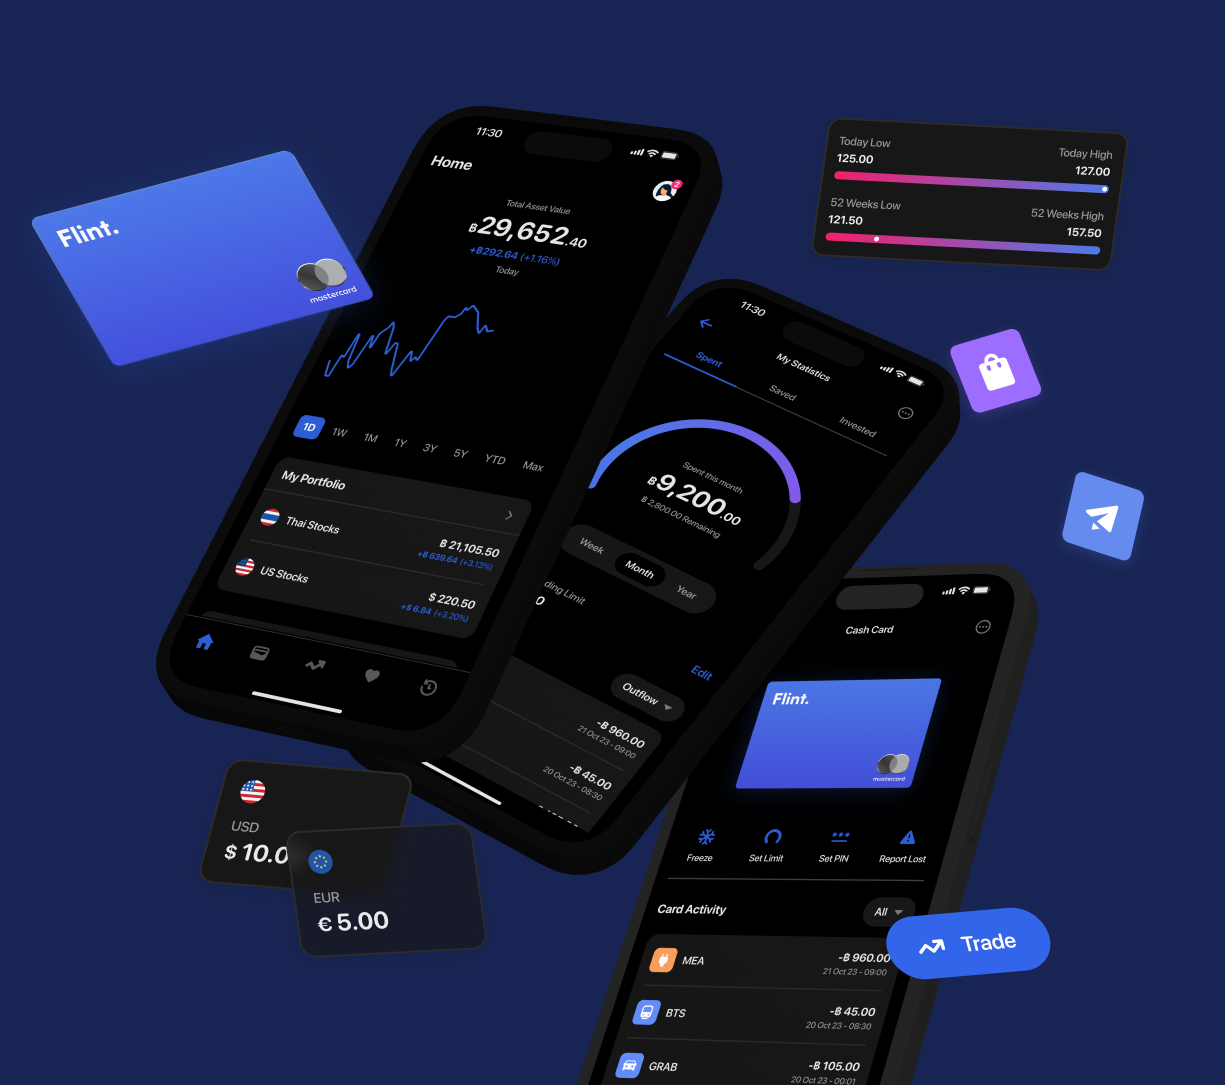 Flint.
mastercard
11:30
Home
2
Total Asset Value
฿29,652.40
+฿292.64 (+1.16%)
Today
1D 1W 1M 1Y 3Y 5Y YTD Max
My Portfolio
Thai Stocks
฿ 21,105.50
+฿ 639.64 (+3.13%)
US Stocks
$ 220.50
+$ 6.84 (+3.20%)
Today Low Today High
125.00 127.00
52 Weeks Low 52 Weeks High
121.50 157.50
11:30
My Statistics
Spent Saved Invested
Spent this month
฿9,200.00
฿ 2,800.00 Remaining
Week Month Year
ding Limit
0
Edit
Outflow
-฿ 960.00
21 Oct 23 - 09:00
-฿ 45.00
20 Oct 23 - 08:30
Cash Card
Flint.
mastercard
Freeze Set Limit Set PIN Report Lost
Card Activity All
MEA -฿ 960.00
21 Oct 23 - 09:00
BTS -฿ 45.00
20 Oct 23 - 08:30
GRAB -฿ 105.00
20 Oct 23 - 00:01
Trade
USD
$ 10.0
EUR
€ 5.00